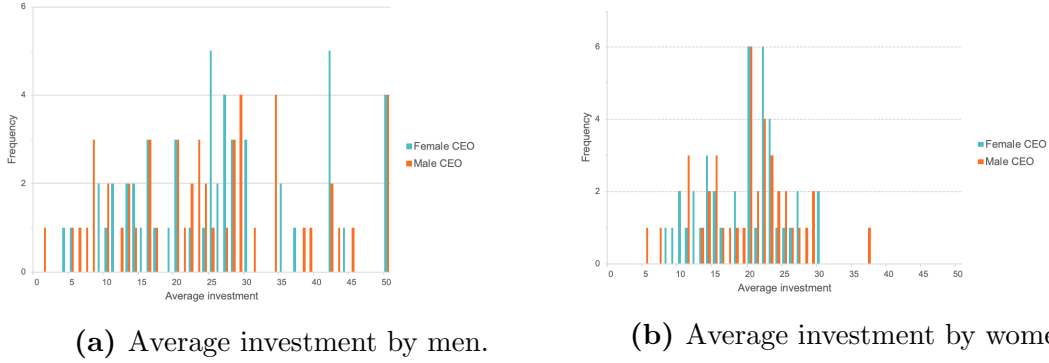 6
4
2
0
Frequency
0 5 10 15 20 25 30 35 40 45 50
Average investment
Female CEO
Male CEO
(a) Average investment by men.
6
4
2
0
Frequency
0 5 10 15 20 25 30 35 40 45 50
Average investment
Female CEO
Male CEO
(b) Average investment by wome